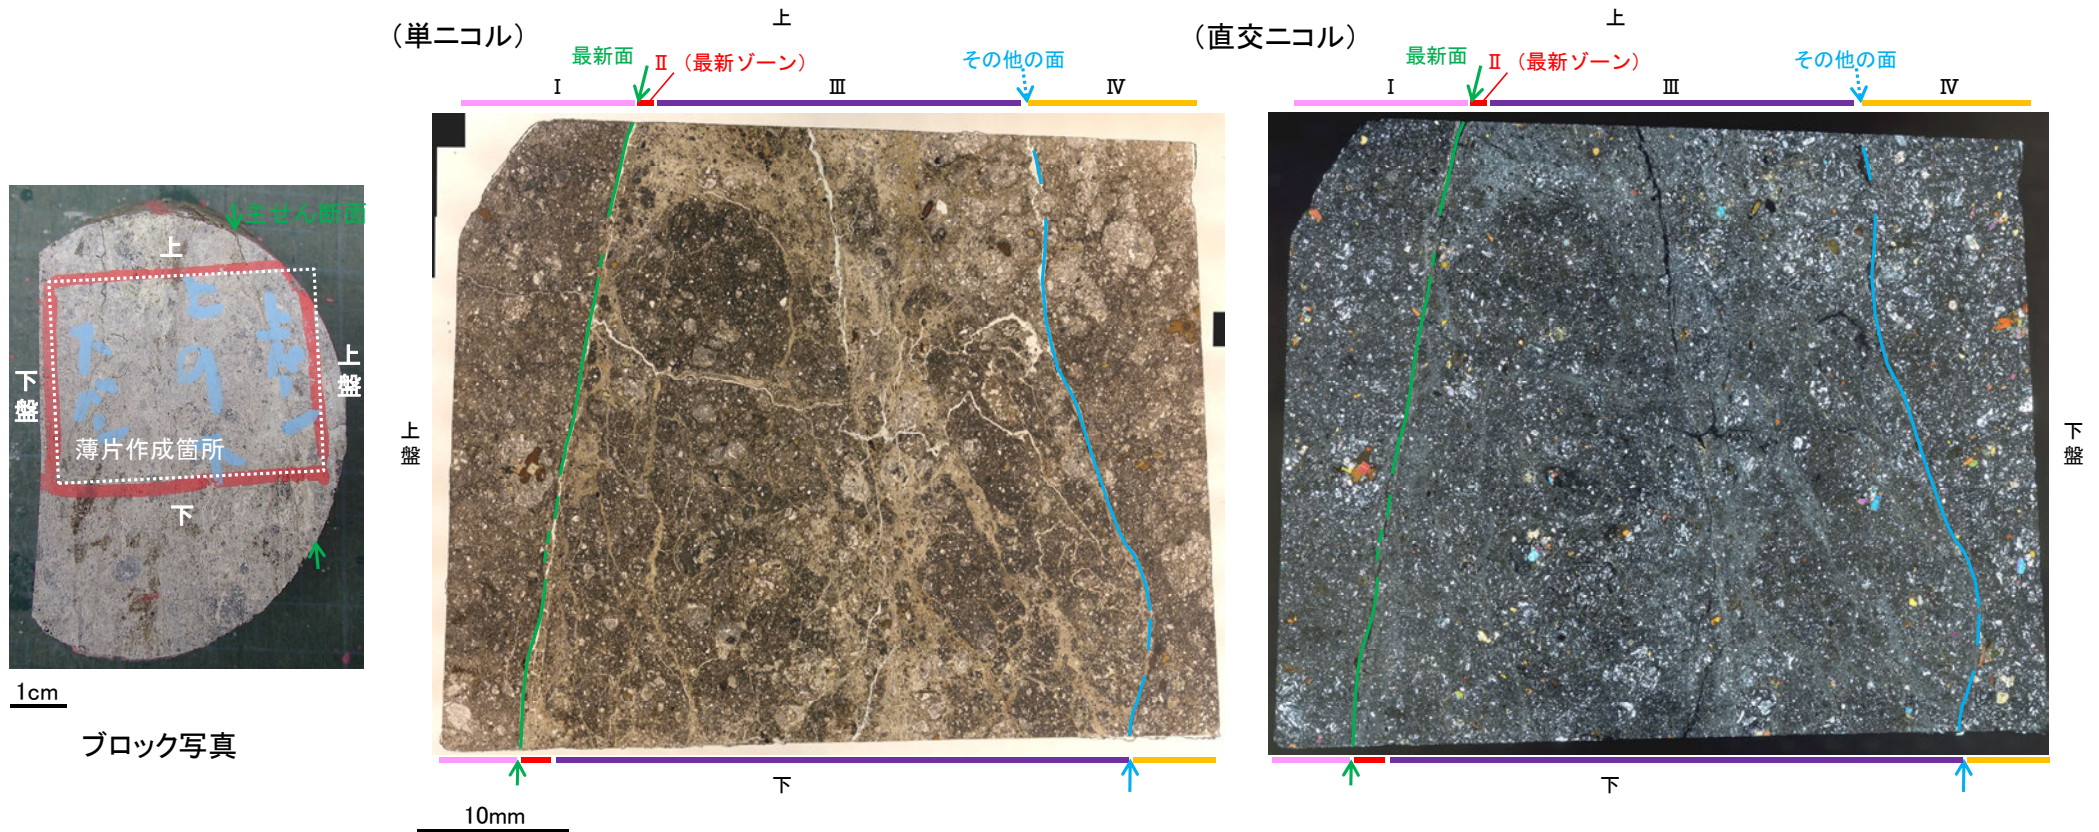 (単ニコル)
上
最新面
Ⅱ (最新ゾーン)
その他の面
Ⅰ
Ⅲ
Ⅳ
上盤
下
10mm
(直交ニコル)
上
最新面
Ⅱ (最新ゾーン)
その他の面
Ⅰ
Ⅲ
Ⅳ
下盤
下
主せん断面
上
下盤
上盤
薄片作成箇所
下
1cm
ブロック写真